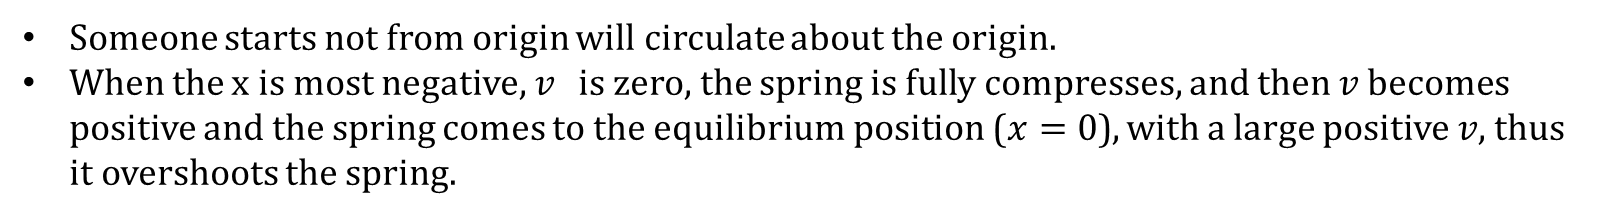 • Someone starts not from origin will circulate about the origin.
• When the x is most negative, v is zero, the spring is fully compresses, and then v becomes
positive and the spring comes to the equilibrium position (x = 0), with a large positive v, thus
it overshoots the spring.